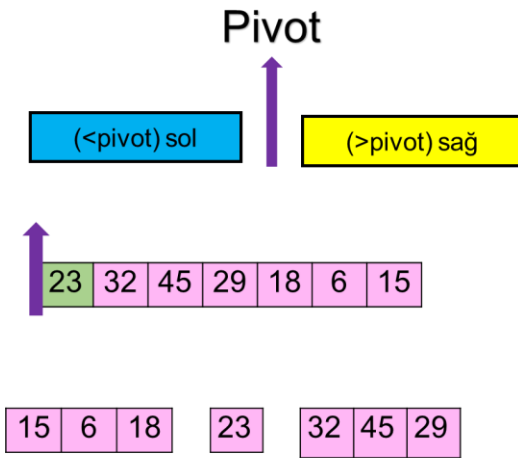 Pivot
(<pivot) sol (>pivot) sağ
23 32 45 29 18 6 15
15 6 18 23 32 45 29